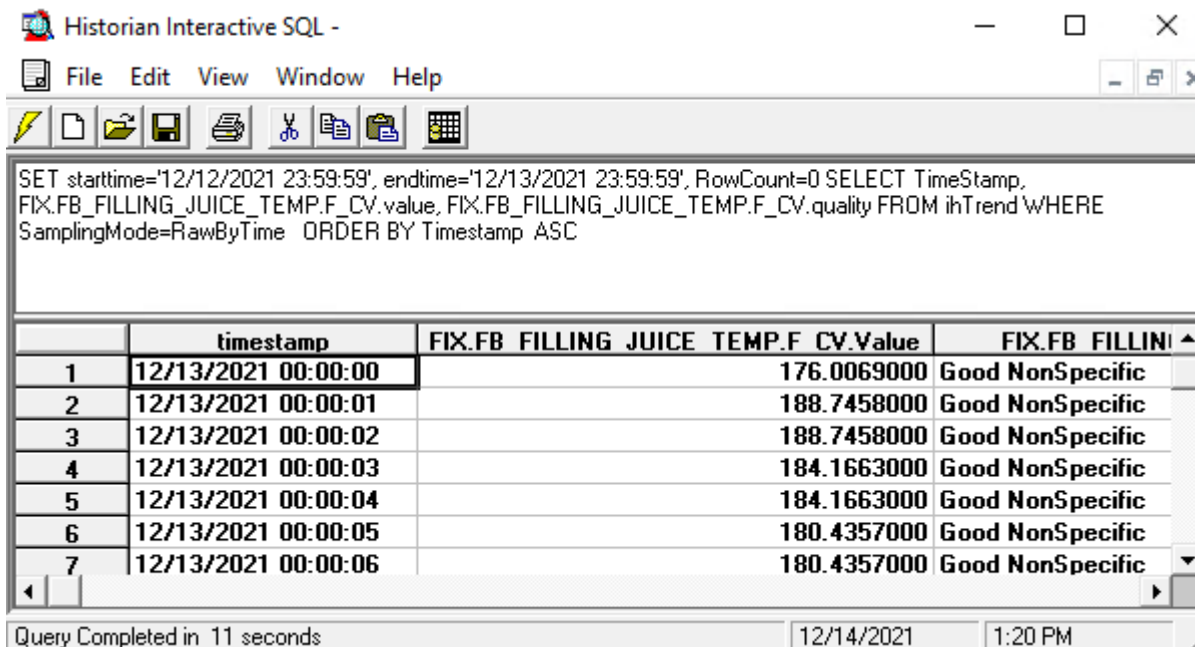 Historian Interactive SQL -
File Edit View Window Help
SET starttime='12/12/2021 23:59:59', endtime='12/13/2021 23:59:59', RowCount=0 SELECT TimeStamp,
FIX.FB_FILLING_JUICE_TEMP.F_CV.value, FIX.FB_FILLING_JUICE_TEMP.F_CV.quality FROM ihTrend WHERE
SamplingMode=RawByTime ORDER BY Timestamp ASC
timestamp FIX.FB_FILLING_JUICE_TEMP.F_CV.Value FIX.FB_FILLIN
1 12/13/2021 00:00:00 176.0069000 Good NonSpecific
2 12/13/2021 00:00:01 188.7458000 Good NonSpecific
3 12/13/2021 00:00:02 188.7458000 Good NonSpecific
4 12/13/2021 00:00:03 184.1663000 Good NonSpecific
5 12/13/2021 00:00:04 184.1663000 Good NonSpecific
6 12/13/2021 00:00:05 180.4357000 Good NonSpecific
7 12/13/2021 00:00:06 180.4357000 Good NonSpecific
Query Completed in 11 seconds 12/14/2021 1:20 PM